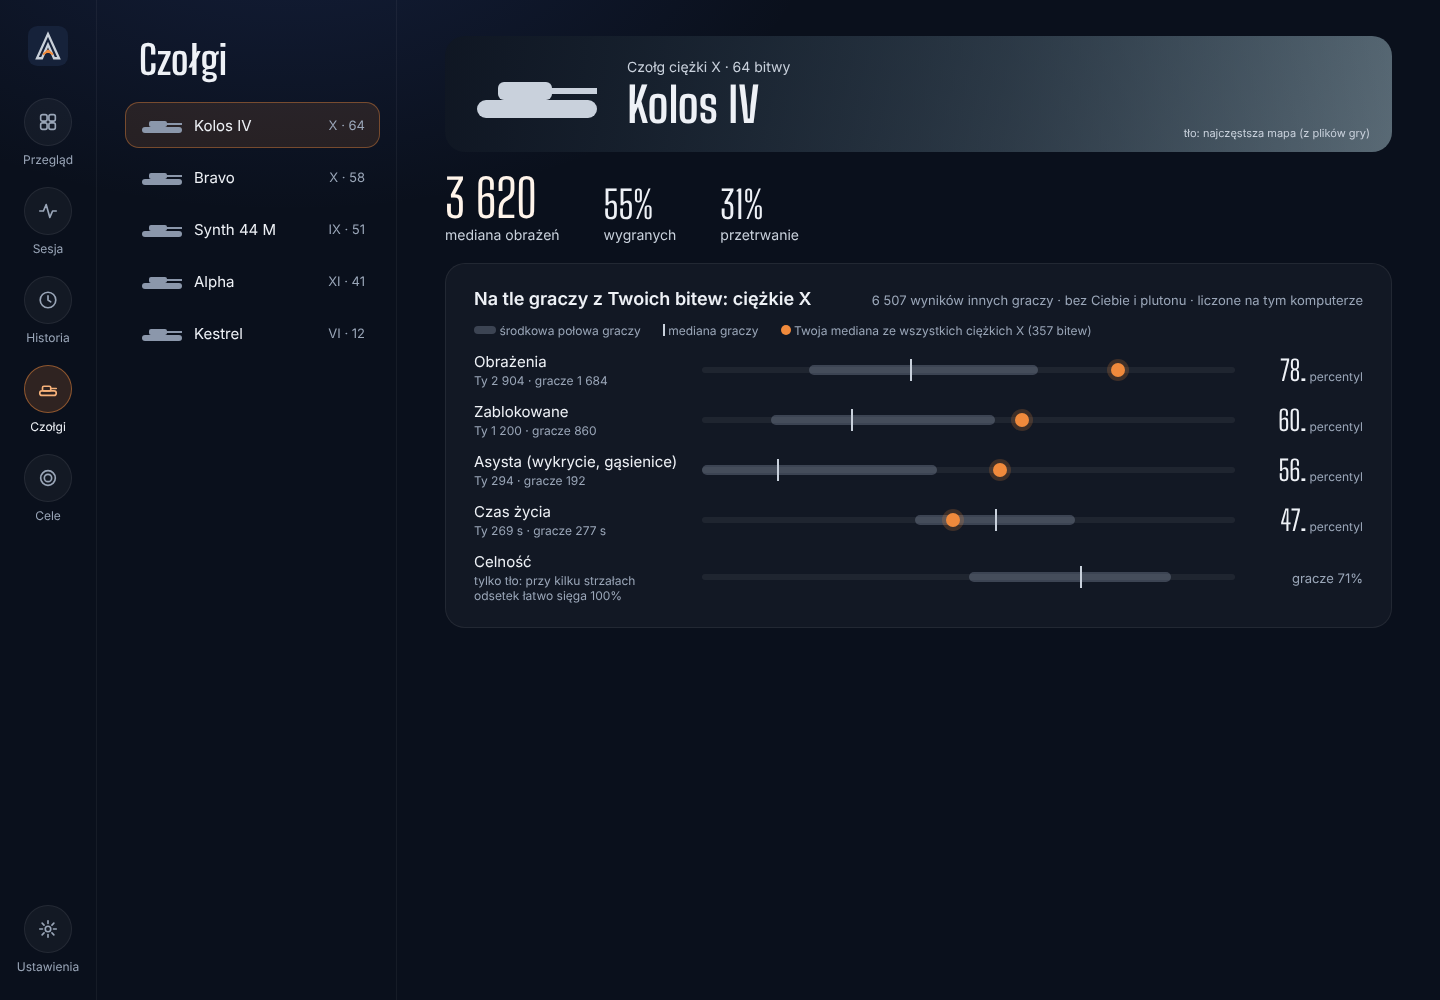 Przegląd
Sesja
Historia
Czołgi
Cele
Ustawienia
Czołgi
Kolos IV X · 64
Bravo X · 58
Synth 44 M IX · 51
Alpha XI · 41
Kestrel VI · 12
Czołg ciężki X · 64 bitwy
Kolos IV
tło: najczęstsza mapa (z plików gry)
3 620 55% 31%
mediana obrażeń wygranych przetrwanie
Na tle graczy z Twoich bitew: ciężkie X 6 507 wyników innych graczy · bez Ciebie i plutonu · liczone na tym komputerze
środkowa połowa graczy mediana graczy Twoja mediana ze wszystkich ciężkich X (357 bitew)
Obrażenia
Ty 2 904 · gracze 1 684
78. percentyl
Zablokowane
Ty 1 200 · gracze 860
60. percentyl
Asysta (wykrycie, gąsienice)
Ty 294 · gracze 192
56. percentyl
Czas życia
Ty 269 s · gracze 277 s
47. percentyl
Celność
tylko tło: przy kilku strzałach
odsetek łatwo sięga 100%
gracze 71%